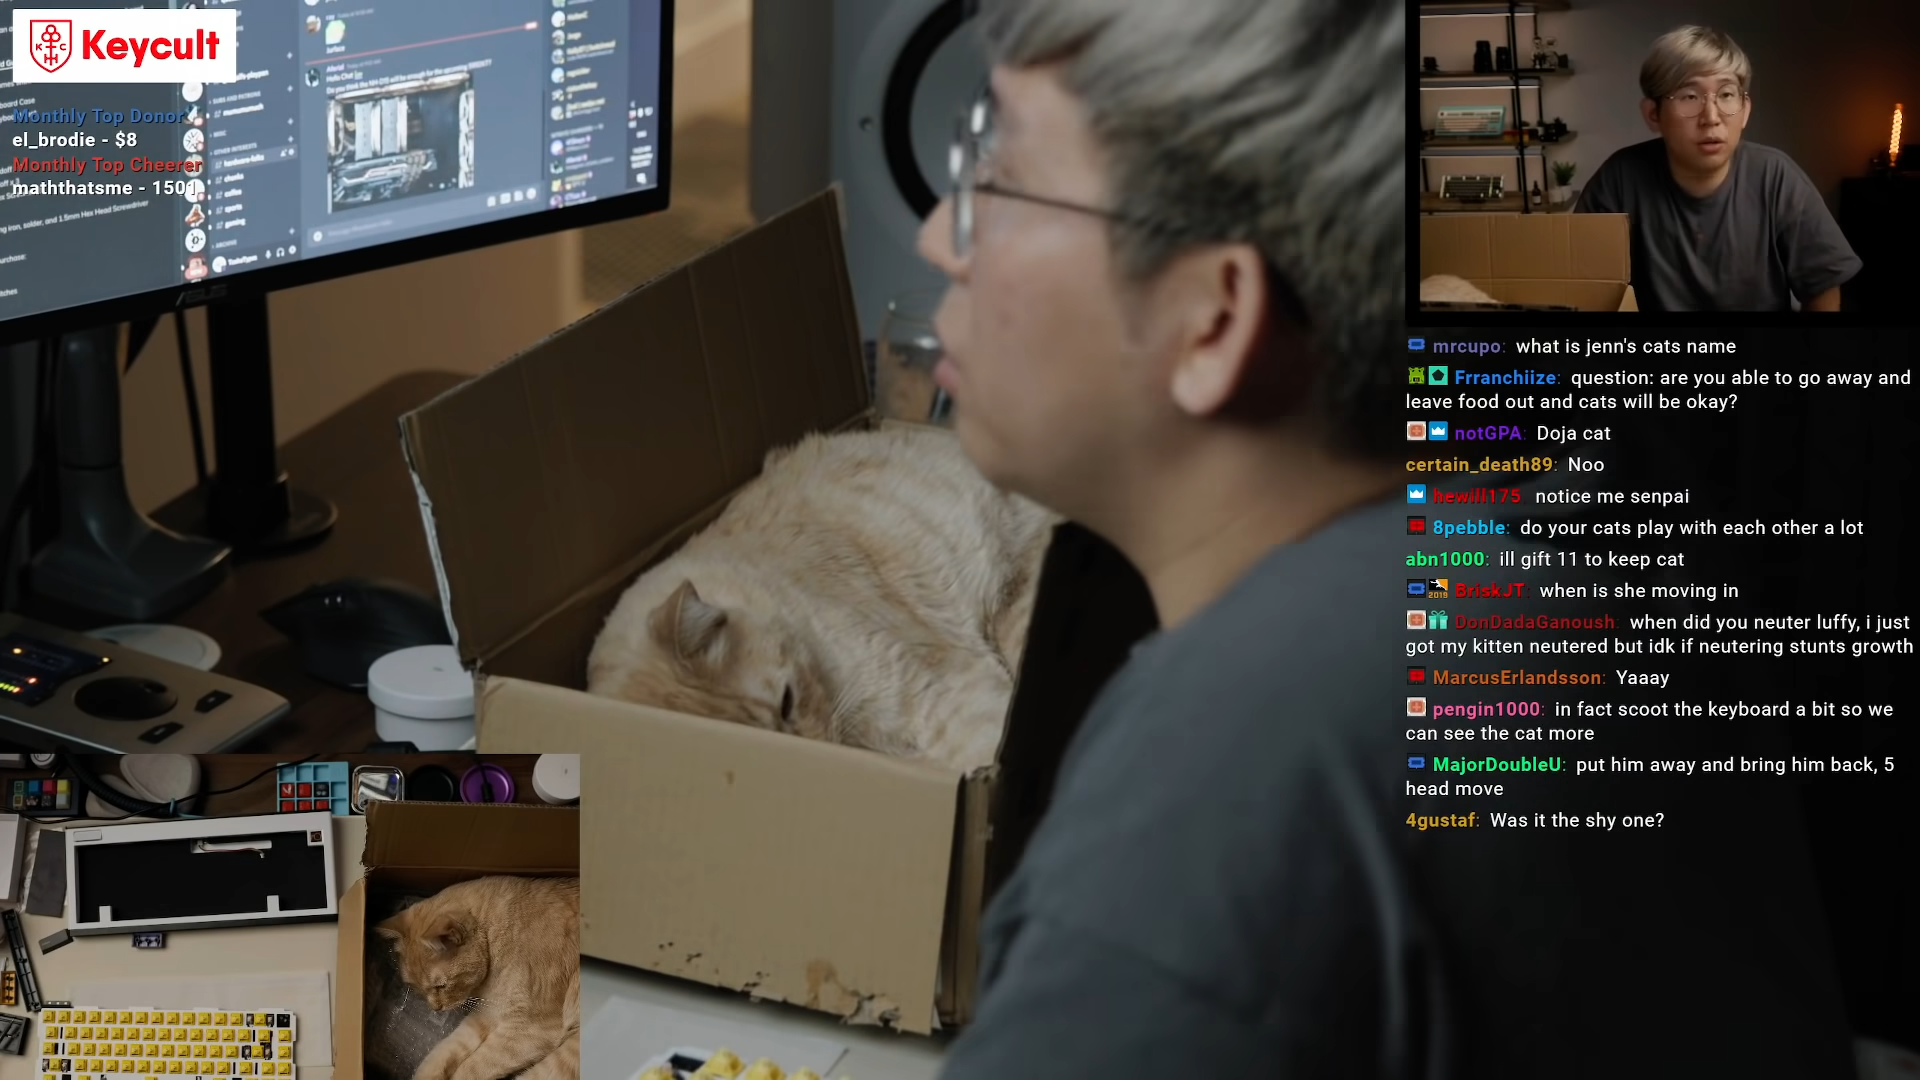 Keycult
Monthly Top Donor
el_brodie - $8
Monthly Top Cheerer
maththatsme - 1501
mrcupo: what is jenn's cats name
Frranchiize: question: are you able to go away and
leave food out and cats will be okay?
notGPA: Doja cat
certain_death89: Noo
hewill175 notice me senpai
8pebble: do your cats play with each other a lot
abn1000: ill gift 11 to keep cat
BriskJT: when is she moving in
DonDadaGanoush: when did you neuter luffy, i just
got my kitten neutered but idk if neutering stunts growth
MarcusErlandsson: Yaaay
pengin1000: in fact scoot the keyboard a bit so we
can see the cat more
MajorDoubleU: put him away and bring him back, 5
head move
4gustaf: Was it the shy one?